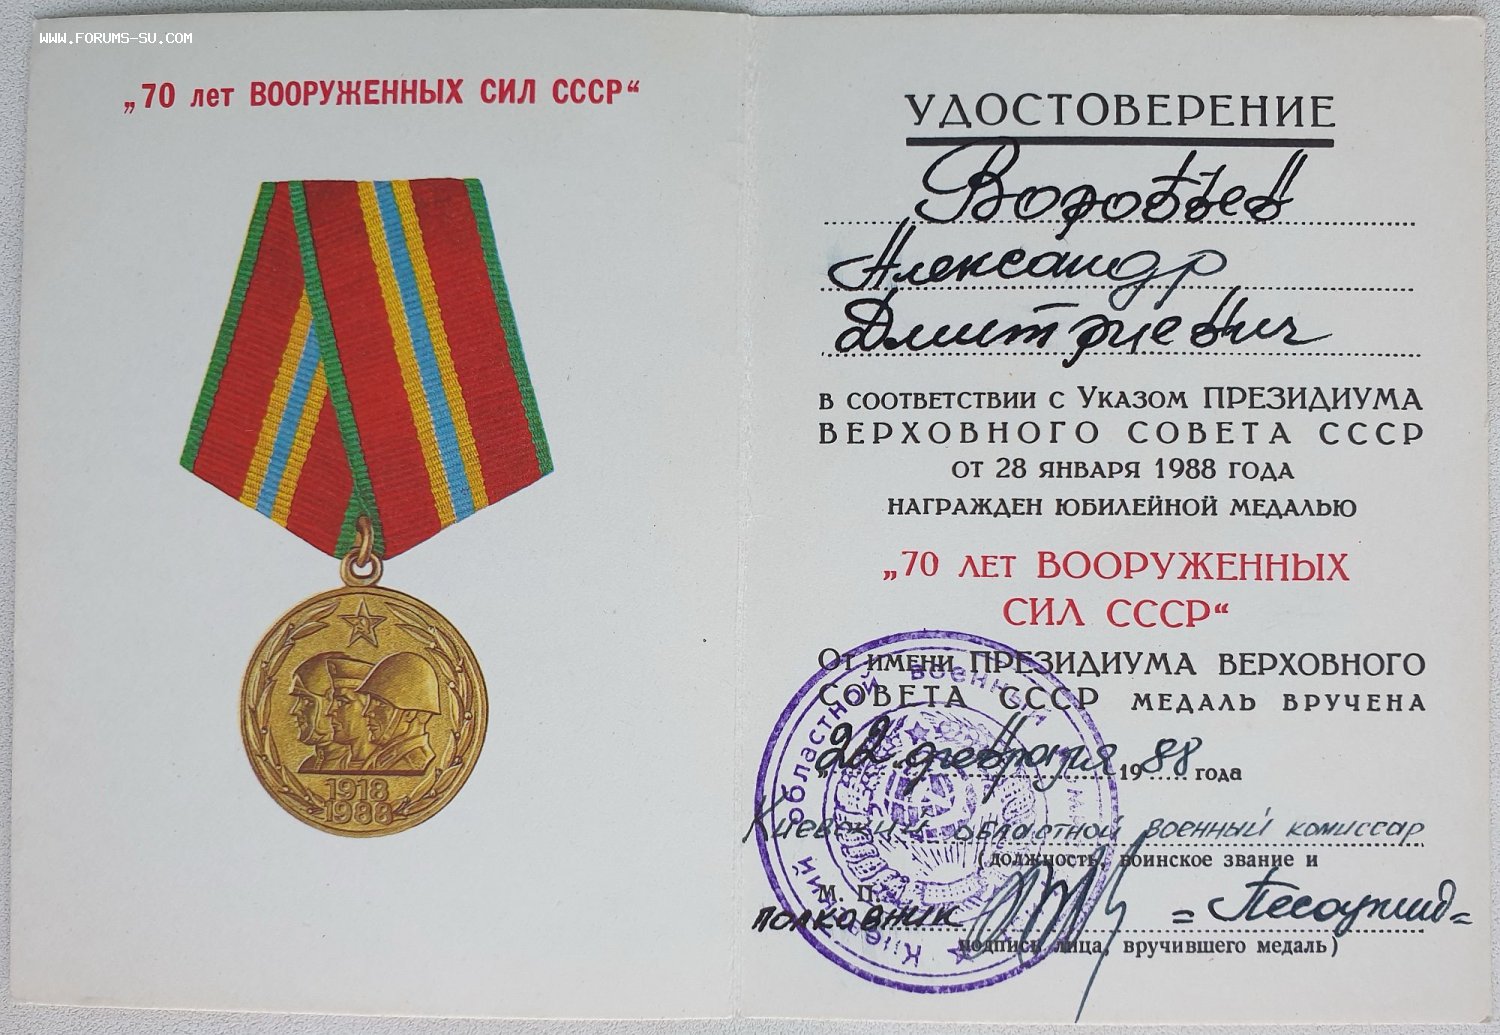 WWW.FORUMS-SU.COM
„70 лет ВООРУЖЕННЫХ СИЛ СССР“
1918
1988
УДОСТОВЕРЕНИЕ
Воробьев
Александр
Дмитриевич
В СООТВЕТСТВИИ С УКАЗОМ ПРЕЗИДИУМА
ВЕРХОВНОГО СОВЕТА СССР
ОТ 28 ЯНВАРЯ 1988 ГОДА
НАГРАЖДЕН ЮБИЛЕЙНОЙ МЕДАЛЬЮ
„70 ЛЕТ ВООРУЖЕННЫХ
СИЛ СССР“
ОТ ИМЕНИ ПРЕЗИДИУМА ВЕРХОВНОГО
СОВЕТА СССР МЕДАЛЬ ВРУЧЕНА
„22“ февраля 1988 года
Киевский областной военный комиссар
(должность, воинское звание и
М. П.
полковник
подпись лица, вручившего медаль)
Киевский областной военный